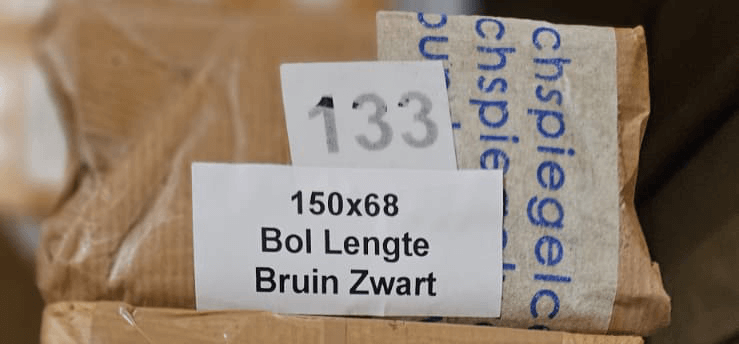 133
150x68
Bol Lengte
Bruin Zwart
chspiegelc